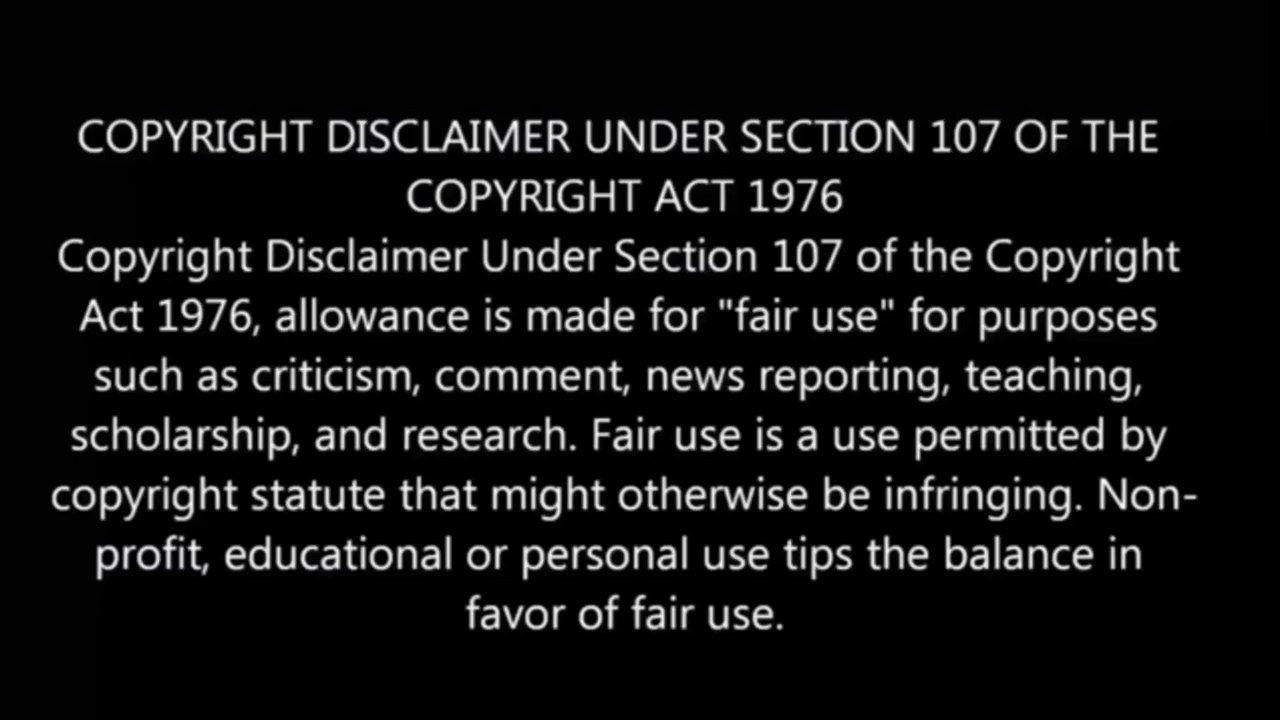 COPYRIGHT DISCLAIMER UNDER SECTION 107 OF THE
COPYRIGHT ACT 1976
Copyright Disclaimer Under Section 107 of the Copyright
Act 1976, allowance is made for "fair use" for purposes
such as criticism, comment, news reporting, teaching,
scholarship, and research. Fair use is a use permitted by
copyright statute that might otherwise be infringing. Non-
profit, educational or personal use tips the balance in
favor of fair use.